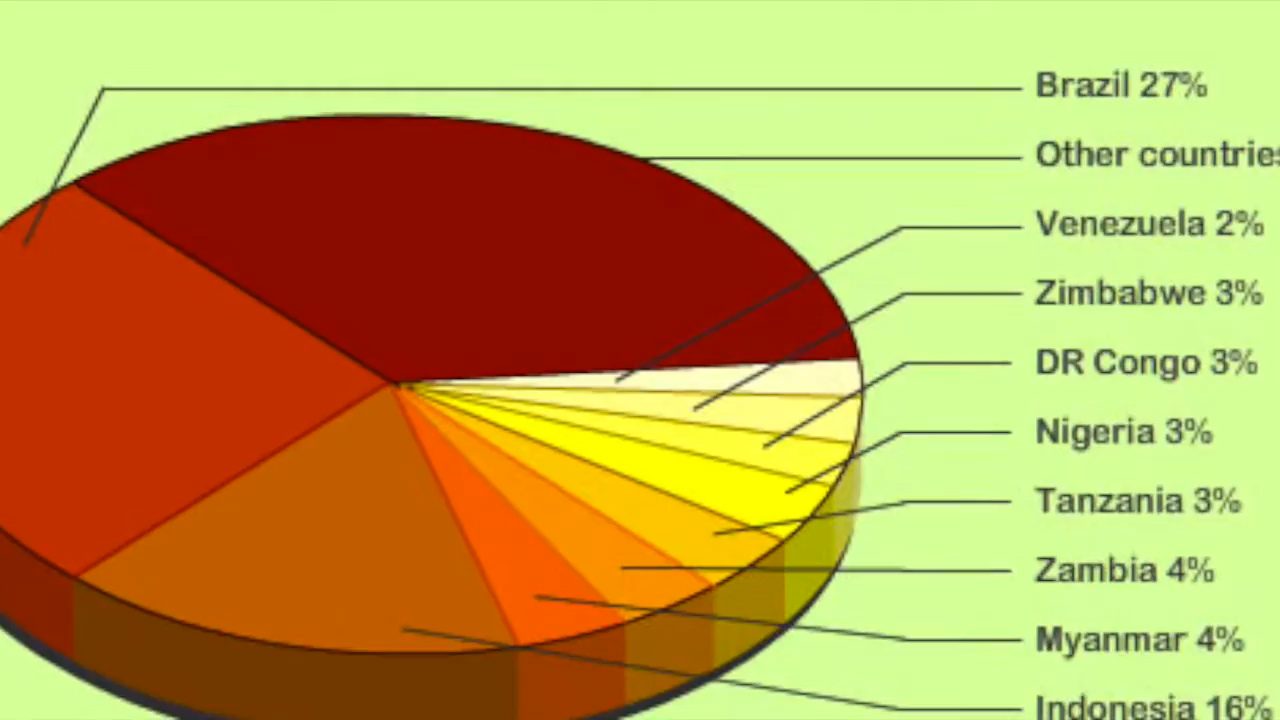 Brazil 27%
Other countries
Venezuela 2%
Zimbabwe 3%
DR Congo 3%
Nigeria 3%
Tanzania 3%
Zambia 4%
Myanmar 4%
Indonesia 16%